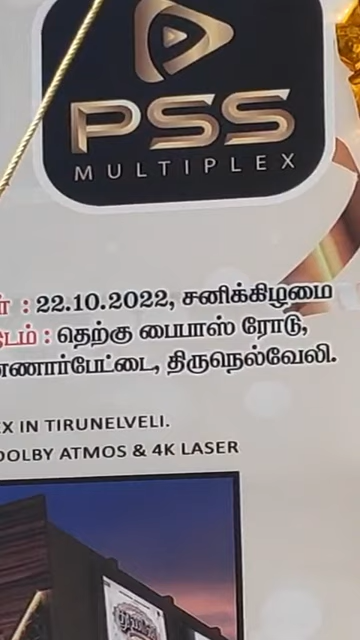 PSS
MULTIPLEX
: 22.10.2022, சனிக்கிழமை
: தெற்கு பைபாஸ் ரோடு,
திருநெல்வேலி.
IN TIRUNELVELI.
DOLBY ATMOS & 4K LASER